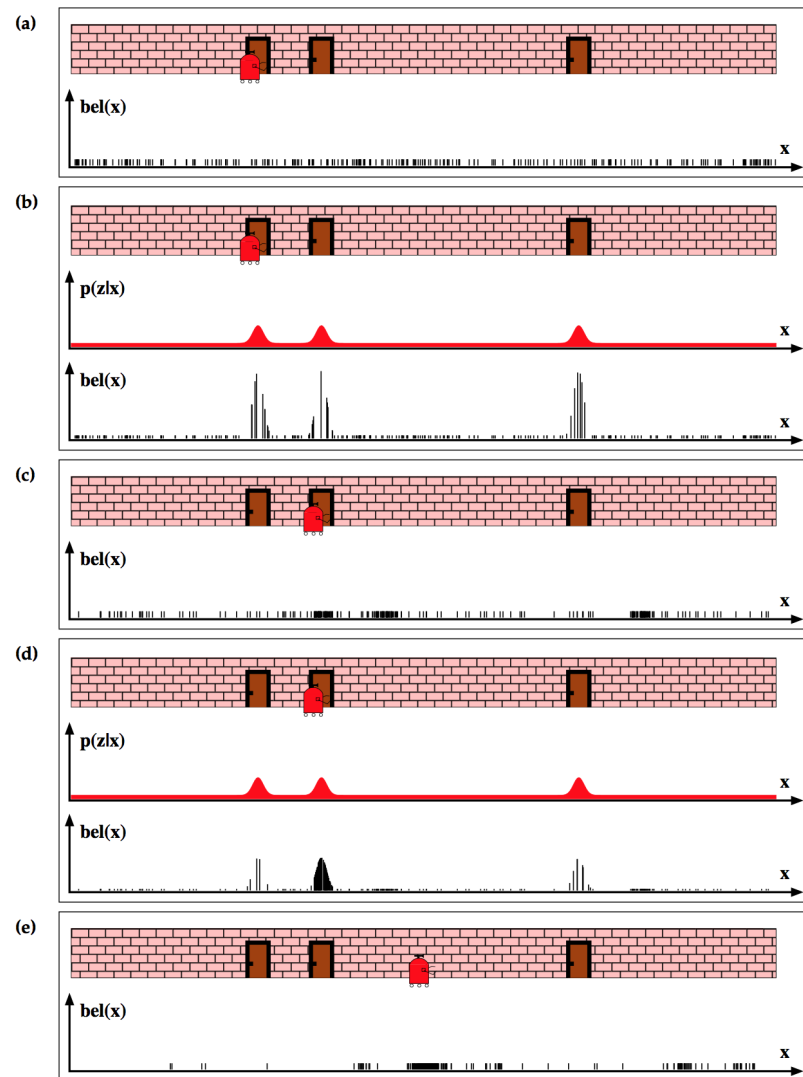 (a)
bel(x)
x
(b)
p(z|x)
x
bel(x)
x
(c)
bel(x)
x
(d)
p(z|x)
x
bel(x)
x
(e)
bel(x)
x